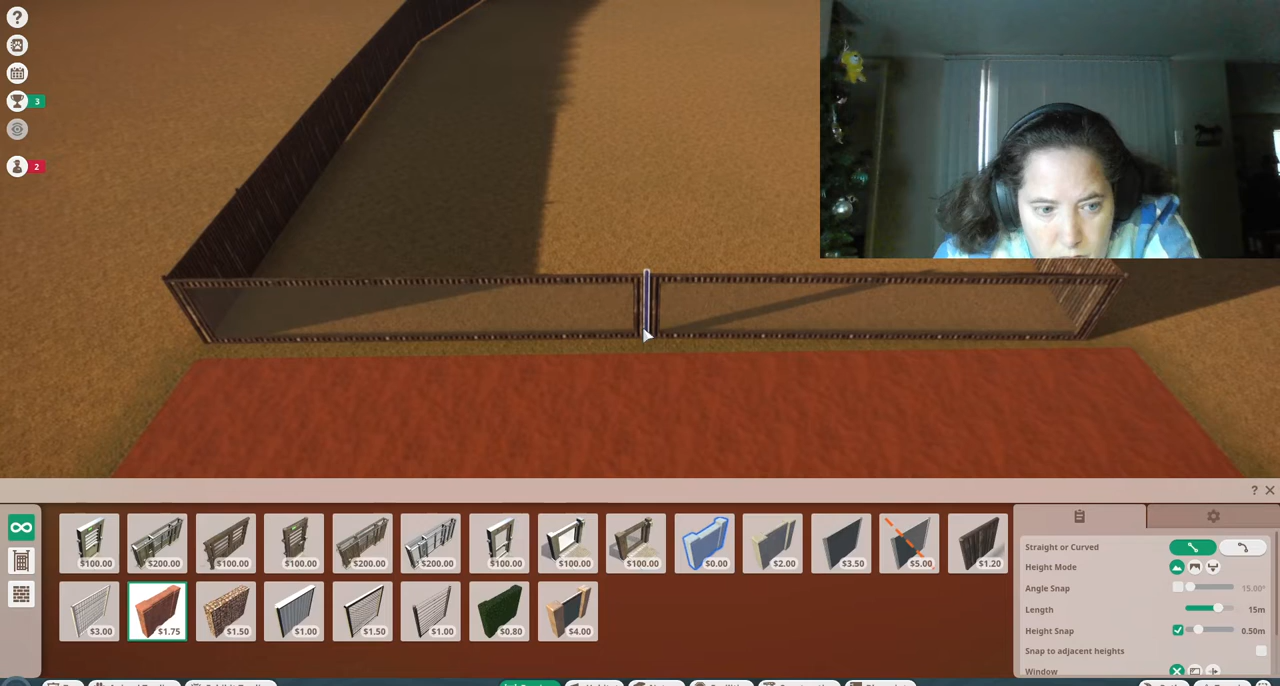 ?
3
2
? ×
$100.00 $200.00 $100.00 $100.00 $200.00 $200.00 $100.00 $100.00 $100.00 $0.00 $2.00 $3.50 $5.00 $1.20
$3.00 $1.75 $1.50 $1.00 $1.50 $1.00 $0.80 $4.00
Straight or Curved
Height Mode
Angle Snap 15.00°
Length 15m
Height Snap 0.50m
Snap to adjacent heights
Window